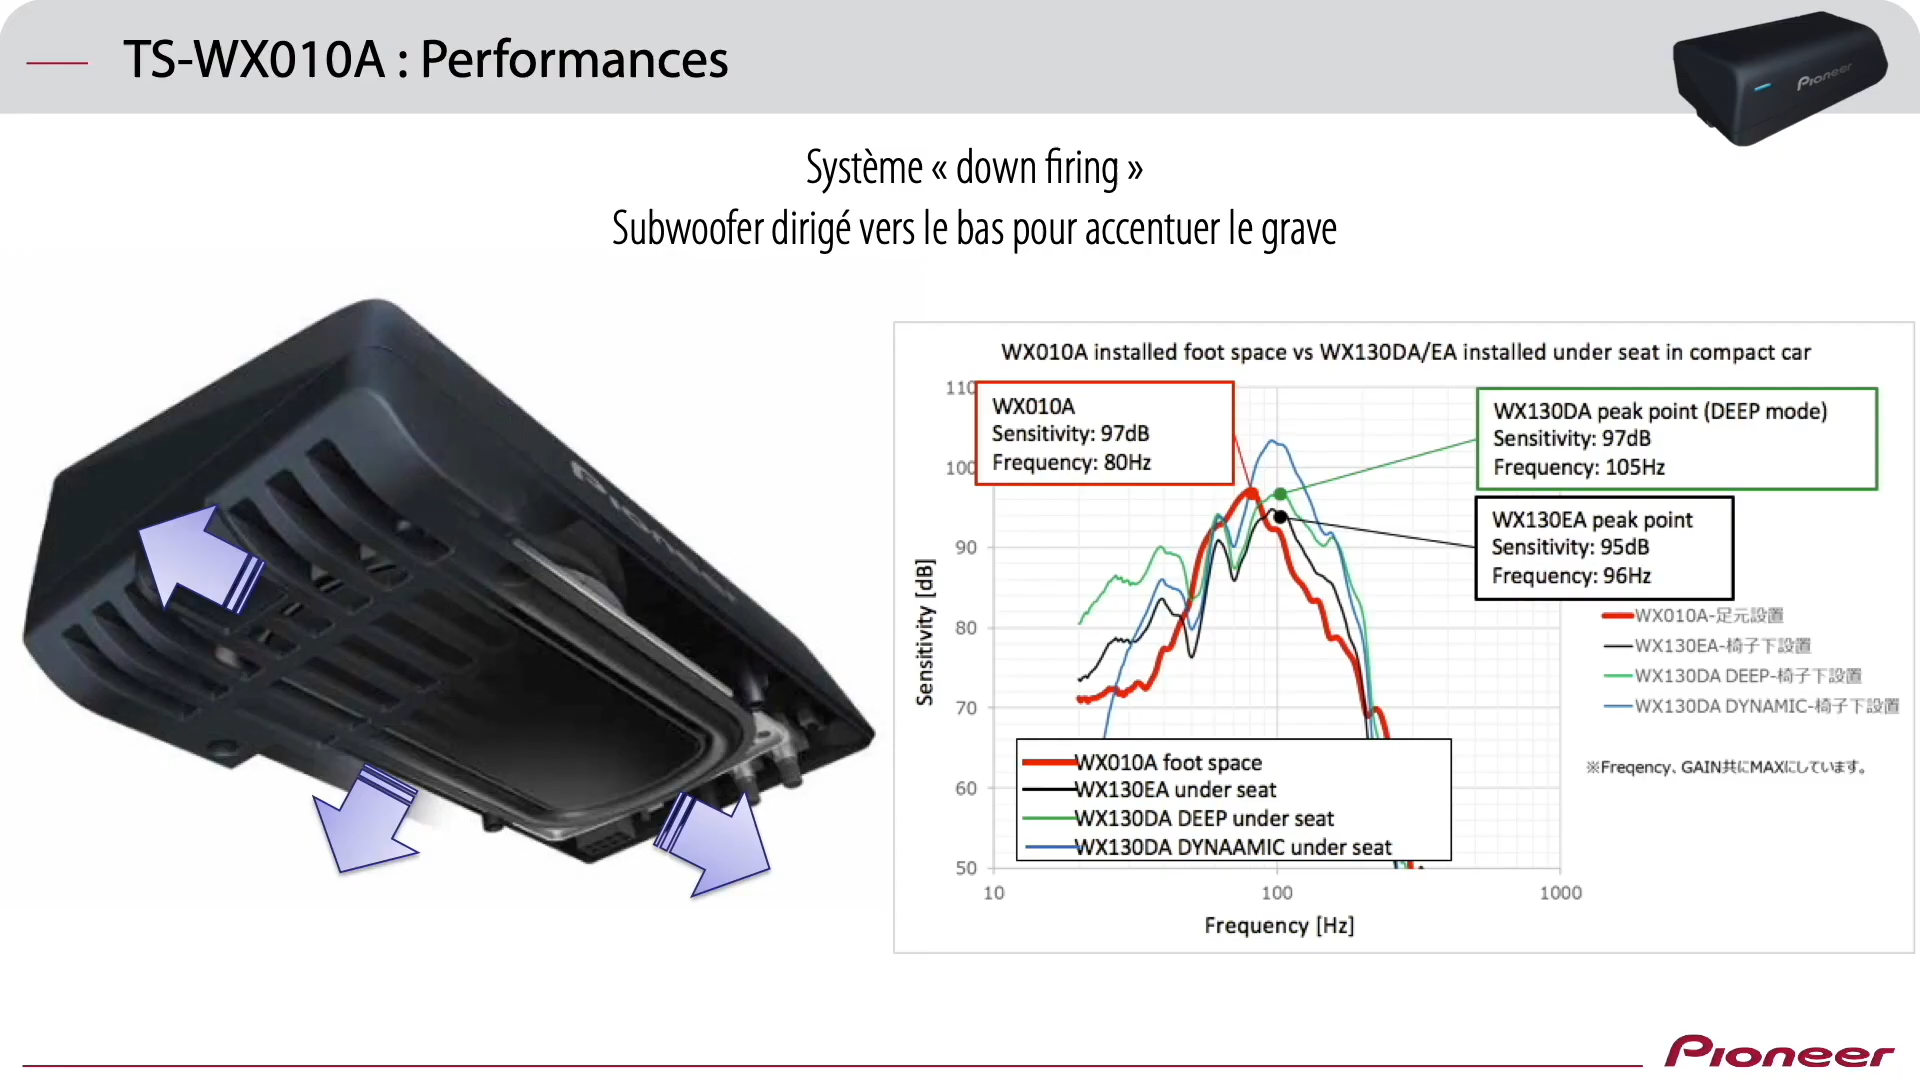 TS-WX010A : Performances
Pioneer
Système « down firing »
Subwoofer dirigé vers le bas pour accentuer le grave
Pioneer
WX010A installed foot space vs WX130DA/EA installed under seat in compact car
WX010A
Sensitivity: 97dB
Frequency: 80Hz
WX130DA peak point (DEEP mode)
Sensitivity: 97dB
Frequency: 105Hz
WX130EA peak point
Sensitivity: 95dB
Frequency: 96Hz
Sensitivity [dB]
110
100
90
80
70
60
50
WX010A-足元設置
WX130EA-椅子下設置
WX130DA DEEP-椅子下設置
WX130DA DYNAMIC-椅子下設置
※Freqency、GAIN共にMAXにしています。
WX010A foot space
WX130EA under seat
WX130DA DEEP under seat
WX130DA DYNAAMIC under seat
10
100
1000
Frequency [Hz]
Pioneer